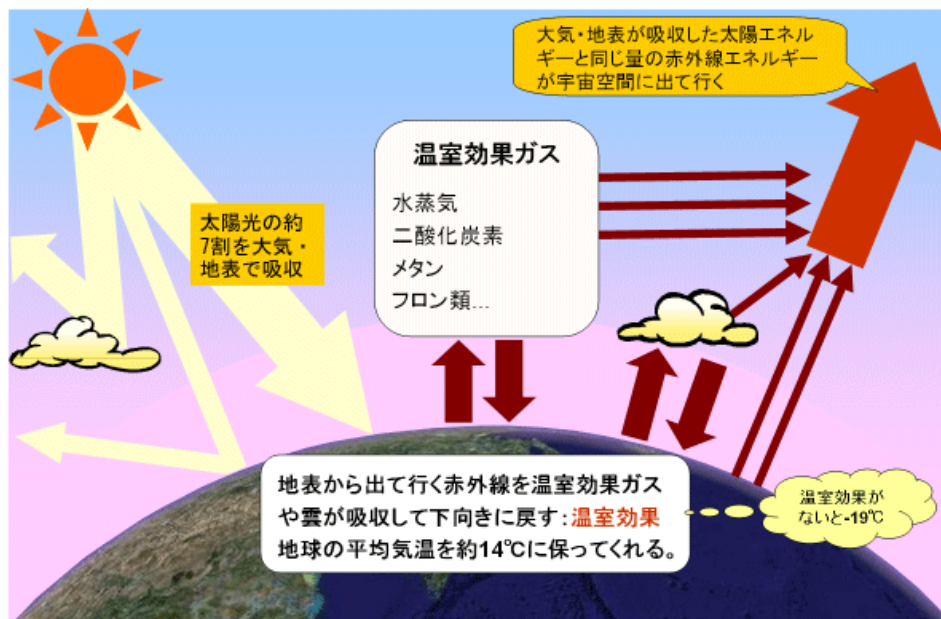 大気・地表が吸収した太陽エネル
ギーと同じ量の赤外線エネルギー
が宇宙空間に出て行く
温室効果ガス
水蒸気
二酸化炭素
メタン
フロン類…
太陽光の約
7割を大気・
地表で吸収
地表から出て行く赤外線を温室効果ガス
や雲が吸収して下向きに戻す:温室効果
地球の平均気温を約14℃に保ってくれる。
温室効果が
ないと-19℃